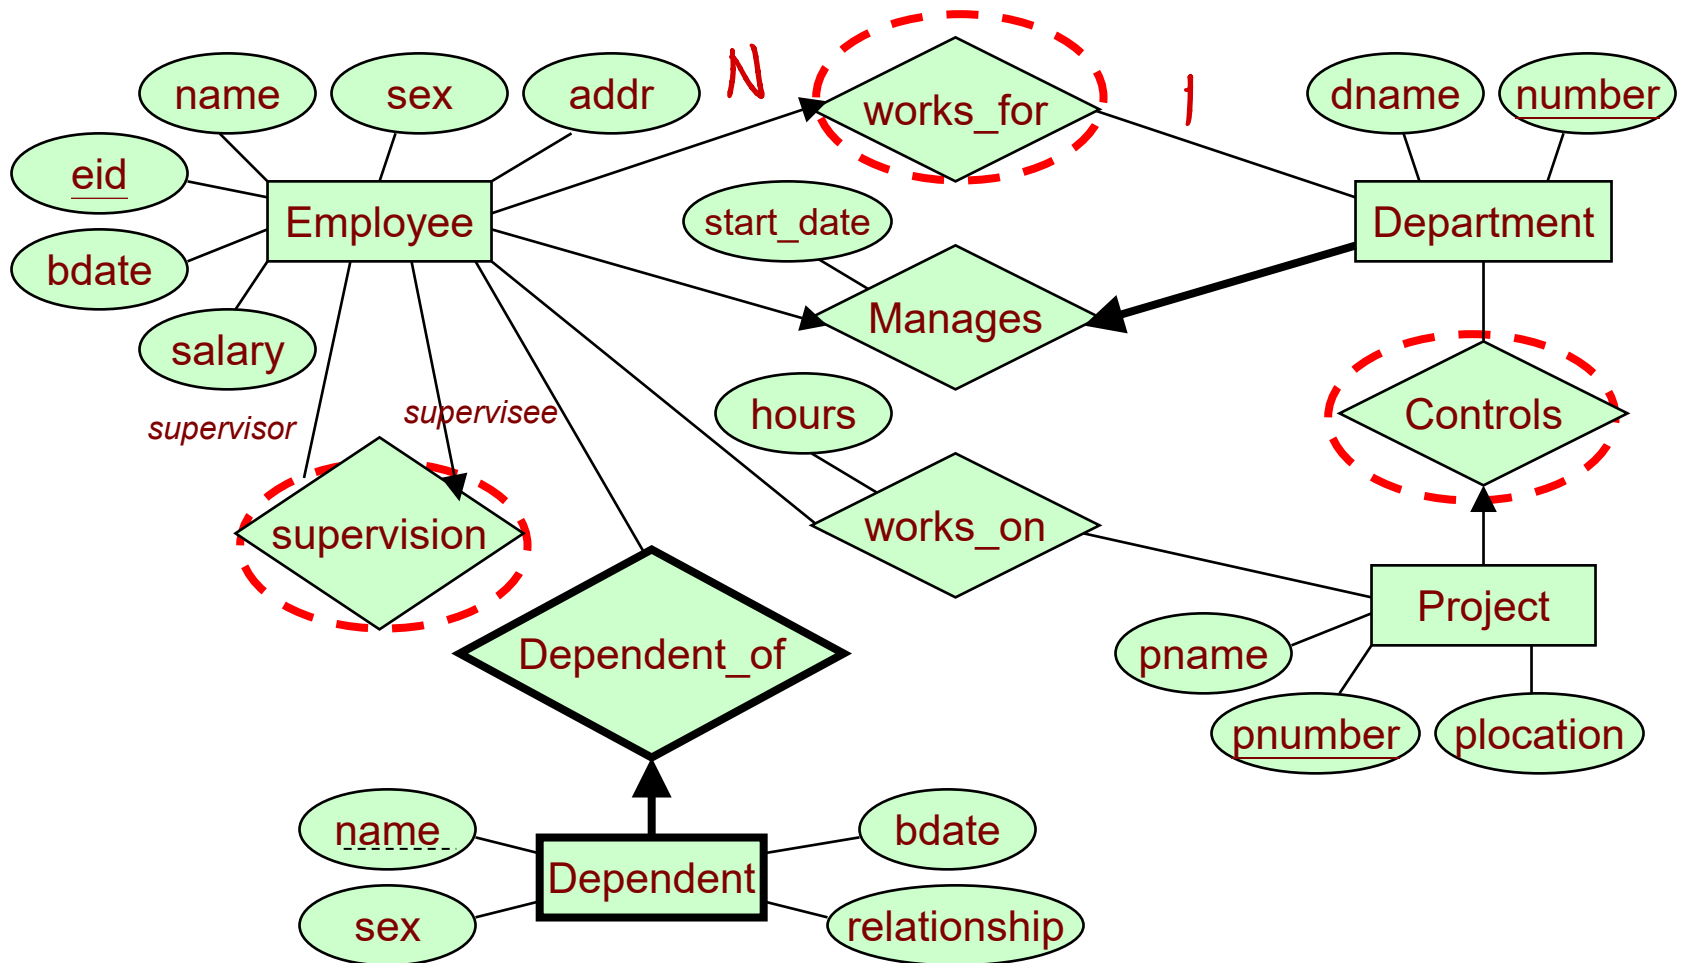 N
1
name
sex
addr
works_for
dname
number
eid
Employee
start_date
Department
bdate
Manages
salary
supervisor
supervisee
hours
Controls
supervision
works_on
Project
Dependent_of
pname
pnumber
plocation
name
bdate
Dependent
sex
relationship